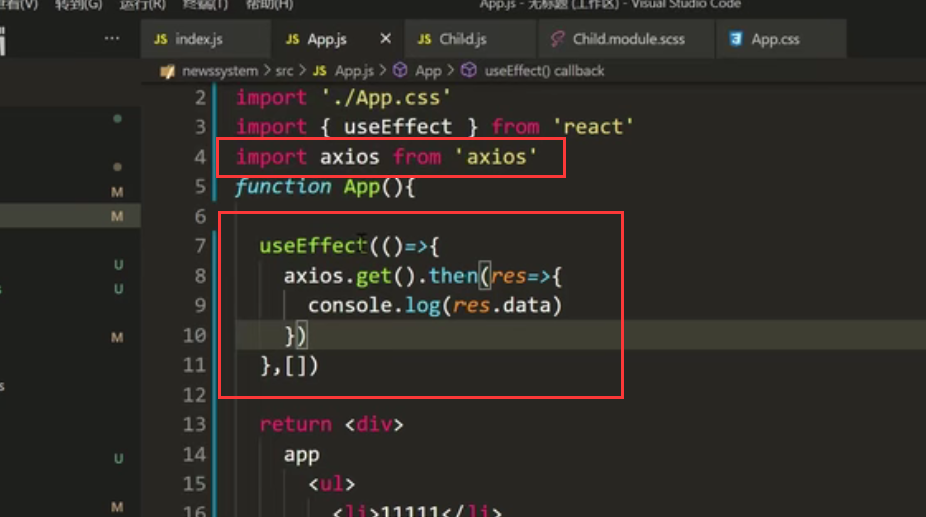 转到(G) 运行(R) 终端(T) 帮助(H) App.js - 无标题 (工作区) - Visual Studio Code
··· JS index.js JS App.js × JS Child.js Child.module.scss App.css
newssystem > src > JS App.js > App > useEffect() callback
2 import './App.css'
3 import { useEffect } from 'react'
4 import axios from 'axios'
5 function App(){
M
M
6
7 useEffect(()=>{
U
8 axios.get().then(res=>{
U
9 console.log(res.data)
M
10 })
11 },[])
12
13 return <div>
U
14 app
15 <ul>
M
16 <li>11111</li>